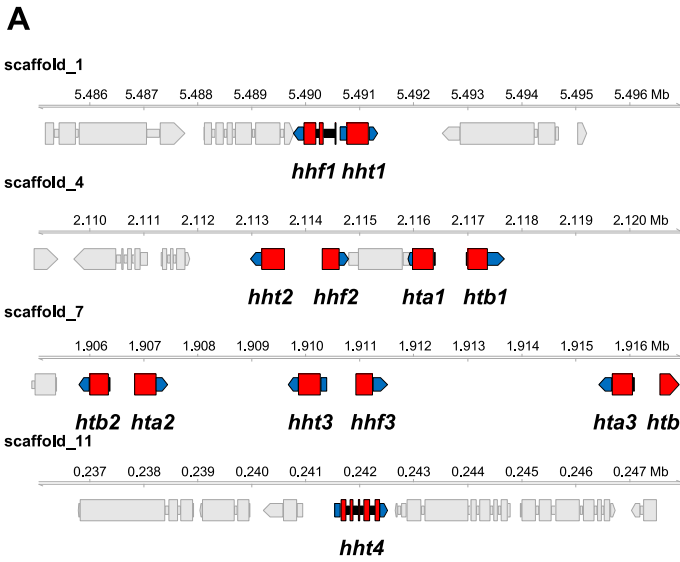 A
scaffold_1
5.486 5.487 5.488 5.489 5.490 5.491 5.492 5.493 5.494 5.495 5.496 Mb
hhf1 hht1
scaffold_4
2.110 2.111 2.112 2.113 2.114 2.115 2.116 2.117 2.118 2.119 2.120 Mb
hht2 hhf2 hta1 htb1
scaffold_7
1.906 1.907 1.908 1.909 1.910 1.911 1.912 1.913 1.914 1.915 1.916 Mb
htb2 hta2 hht3 hhf3 hta3 htb
scaffold_11
0.237 0.238 0.239 0.240 0.241 0.242 0.243 0.244 0.245 0.246 0.247 Mb
hht4